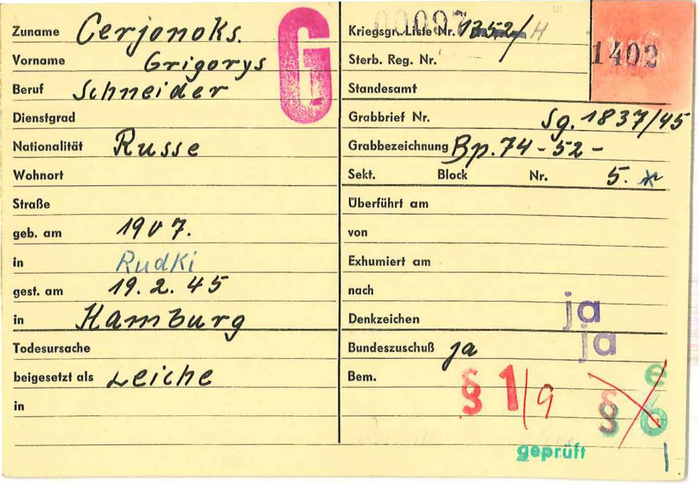 Zuname Cerjonoks.
Vorname Grigorys
Beruf Schneider
Dienstgrad
Nationalität Russe
Wohnort
Straße
geb. am 1907.
in Rudki
gest. am 19.2.45
in Hamburg
Todesursache
beigesetzt als Leiche
in
G
Kriegsgr. Liste Nr. 1352/H
1402
Sterb. Reg. Nr.
Standesamt
Grabbrief Nr. Sg. 1837/45
Grabbezeichnung Bp. 74-52-
Sekt. Block Nr. 5.
Überführt am
von
Exhumiert am
nach
Denkzeichen ja
ja
Bundeszuschuß ja
Bem. § 1/9 § 6 e
geprüft